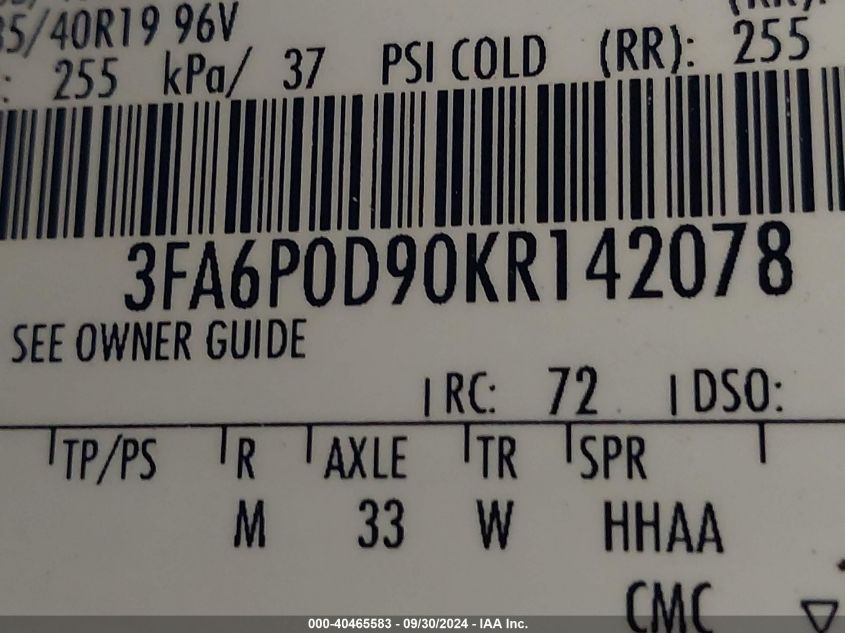 35/40R19 96V (RR):
: 255 kPa/ 37 PSI COLD (RR): 255
3FA6P0D90KR142078
SEE OWNER GUIDE
RC: 72 DSO:
TP/PS R AXLE TR SPR
M 33 W HHAA
CMC
000-40465583 - 09/30/2024 - IAA Inc.